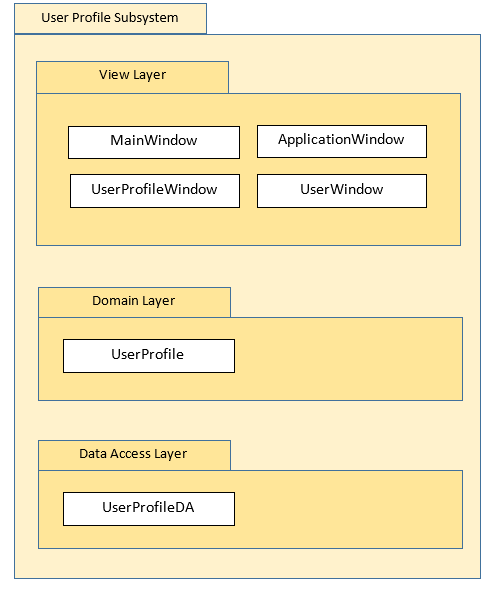 User Profile Subsystem
View Layer
MainWindow
ApplicationWindow
UserProfileWindow
UserWindow
Domain Layer
UserProfile
Data Access Layer
UserProfileDA